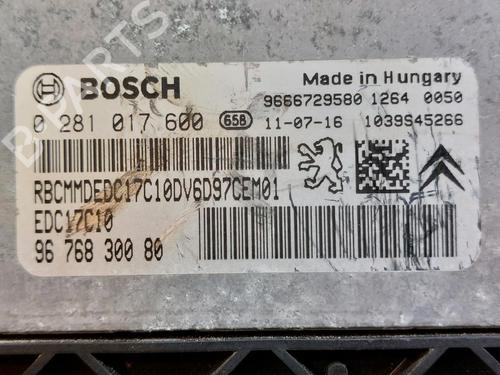 BOSCH
Made in Hungary
9666729580 1264 0050
0 281 017 600 G5B 11-07-16 1039S45266
RBCMMDEDC17C10DV6D97CEM01
EDC17C10
96 768 300 80